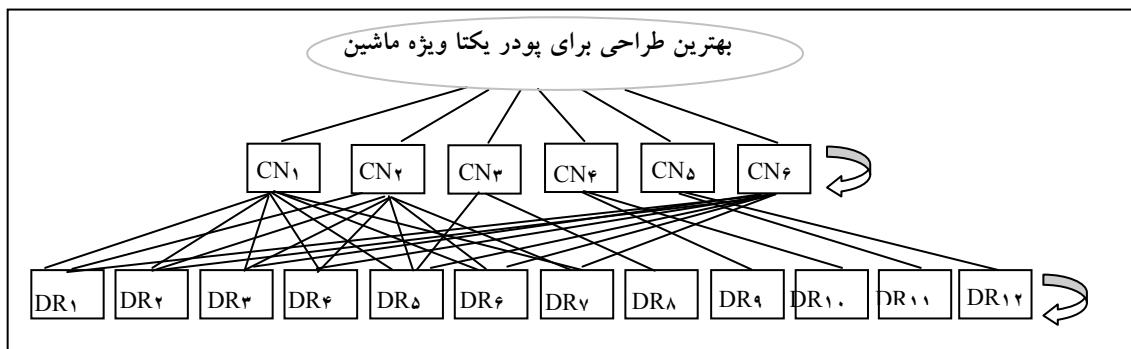 بهترین طراحی برای پودر یکتا ویژه ماشین
CN۱ CN۲ CN۳ CN۴ CN۵ CN۶
DR۱ DR۲ DR۳ DR۴ DR۵ DR۶ DR۷ DR۸ DR۹ DR۱۰ DR۱۱ DR۱۲